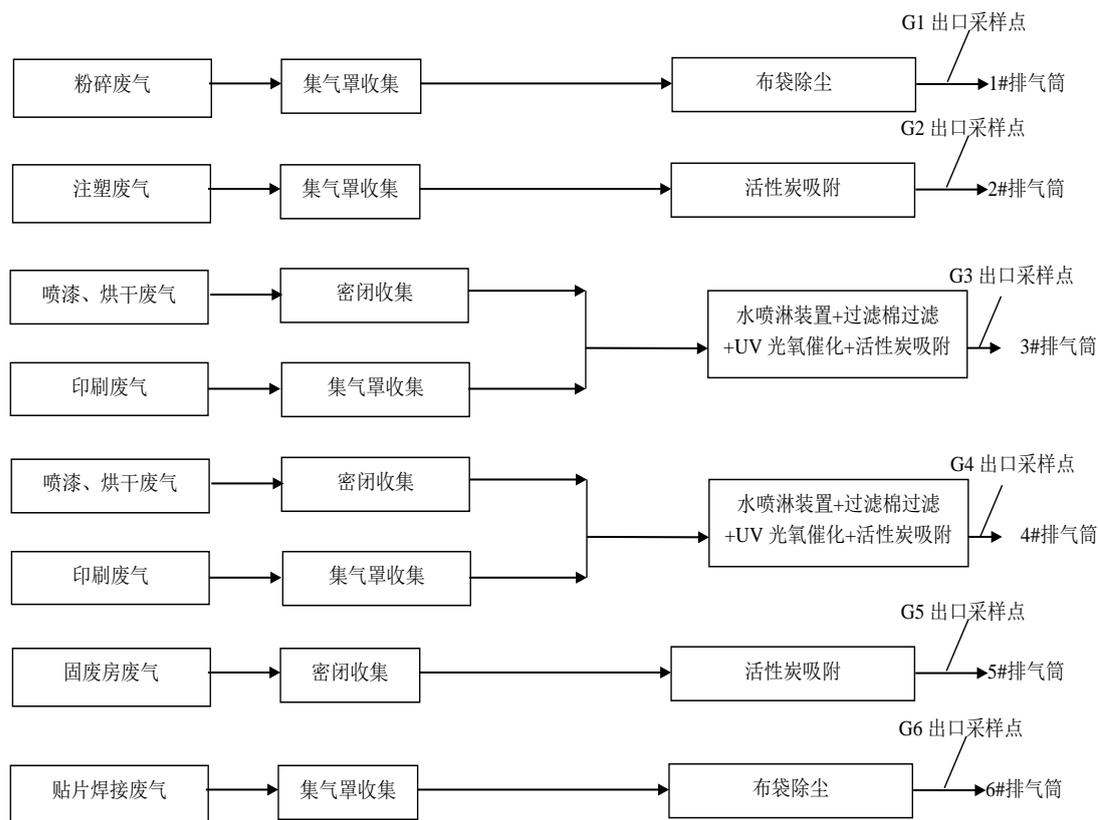 G1 出口采样点
粉碎废气
集气罩收集
布袋除尘
1#排气筒
G2 出口采样点
注塑废气
集气罩收集
活性炭吸附
2#排气筒
G3 出口采样点
喷漆、烘干废气
密闭收集
水喷淋装置+过滤棉过滤
+UV 光氧催化+活性炭吸附
3#排气筒
印刷废气
集气罩收集
G4 出口采样点
喷漆、烘干废气
密闭收集
水喷淋装置+过滤棉过滤
+UV 光氧催化+活性炭吸附
4#排气筒
印刷废气
集气罩收集
G5 出口采样点
固废房废气
密闭收集
活性炭吸附
5#排气筒
G6 出口采样点
贴片焊接废气
集气罩收集
布袋除尘
6#排气筒